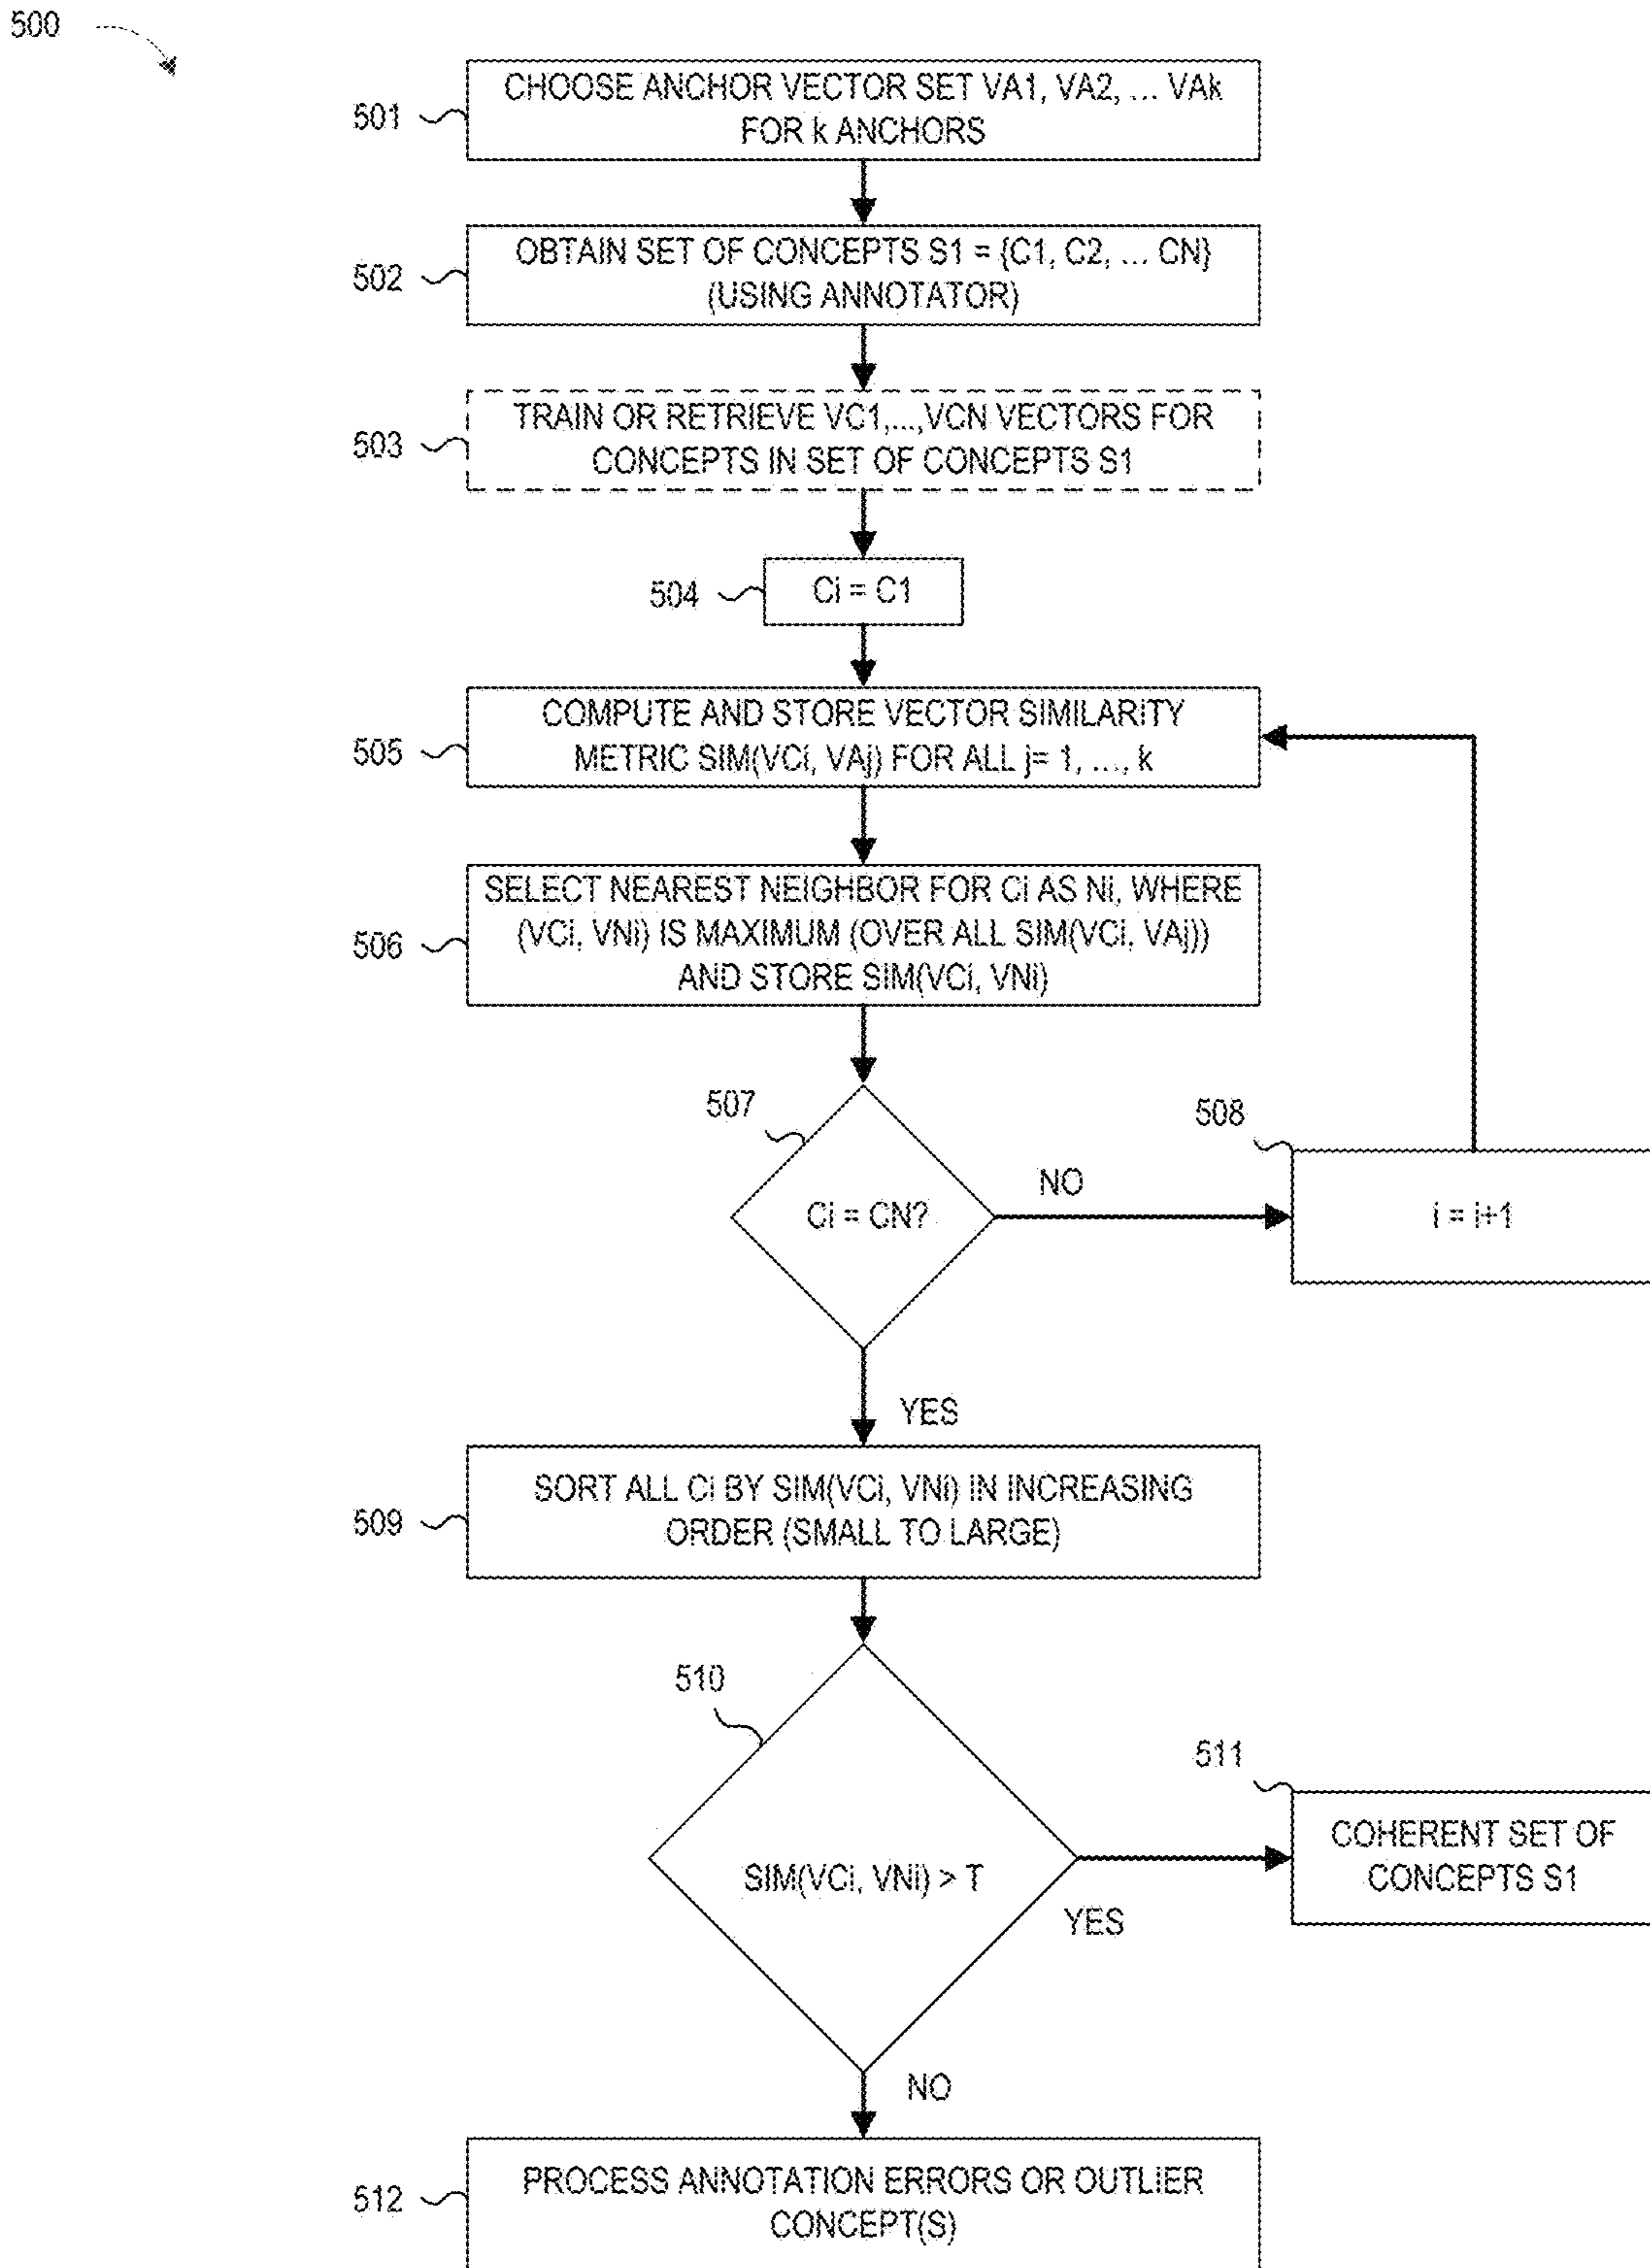 500
501
CHOOSE ANCHOR VECTOR SET VA1, VA2, ... VAk
FOR k ANCHORS
502
OBTAIN SET OF CONCEPTS S1 = {C1, C2, ... CN}
(USING ANNOTATOR)
503
TRAIN OR RETRIEVE VC1,...,VCN VECTORS FOR
CONCEPTS IN SET OF CONCEPTS S1
504
Ci = C1
505
COMPUTE AND STORE VECTOR SIMILARITY
METRIC SIM(VCi, VAj) FOR ALL j= 1, ..., k
506
SELECT NEAREST NEIGHBOR FOR Ci AS Ni, WHERE
(VCi, VNi) IS MAXIMUM (OVER ALL SIM(VCi, VAj))
AND STORE SIM(VCi, VNi)
507
Ci = CN?
NO
508
i = i+1
YES
509
SORT ALL Ci BY SIM(VCi, VNi) IN INCREASING
ORDER (SMALL TO LARGE)
510
SIM(VCi, VNi) > T
YES
511
COHERENT SET OF
CONCEPTS S1
NO
512
PROCESS ANNOTATION ERRORS OR OUTLIER
CONCEPT(S)